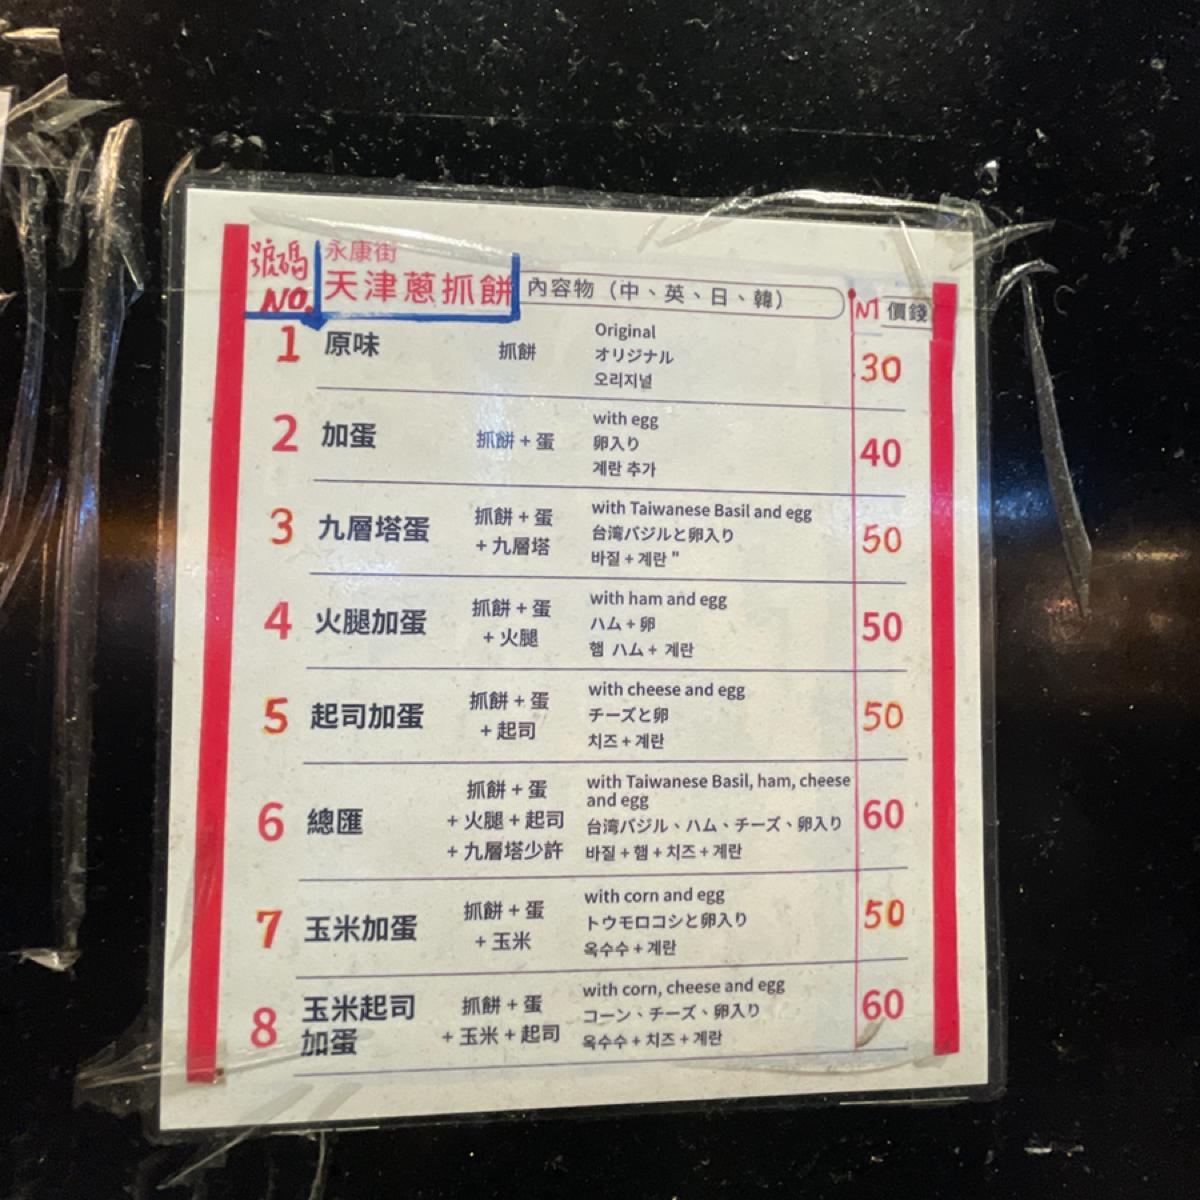 號碼
NO.
永康街
天津蔥抓餅
內容物（中、英、日、韓）
NT 價錢
1 原味 抓餅
Original
オリジナル
오리지널
30
2 加蛋 抓餅 + 蛋
with egg
卵入り
계란 추가
40
3 九層塔蛋
抓餅 + 蛋
+ 九層塔
with Taiwanese Basil and egg
台湾バジルと卵入り
바질 + 계란 "
50
4 火腿加蛋
抓餅 + 蛋
+ 火腿
with ham and egg
ハム + 卵
햄 ハム + 계란
50
5 起司加蛋
抓餅 + 蛋
+ 起司
with cheese and egg
チーズと卵
치즈 + 계란
50
6 總匯
抓餅 + 蛋
+ 火腿 + 起司
+ 九層塔少許
with Taiwanese Basil, ham, cheese
and egg
台湾バジル、ハム、チーズ、卵入り
바질 + 햄 + 치즈 + 계란
60
7 玉米加蛋
抓餅 + 蛋
+ 玉米
with corn and egg
トウモロコシと卵入り
옥수수 + 계란
50
8 玉米起司
加蛋
抓餅 + 蛋
+ 玉米 + 起司
with corn, cheese and egg
コーン、チーズ、卵入り
옥수수 + 치즈 + 계란
60